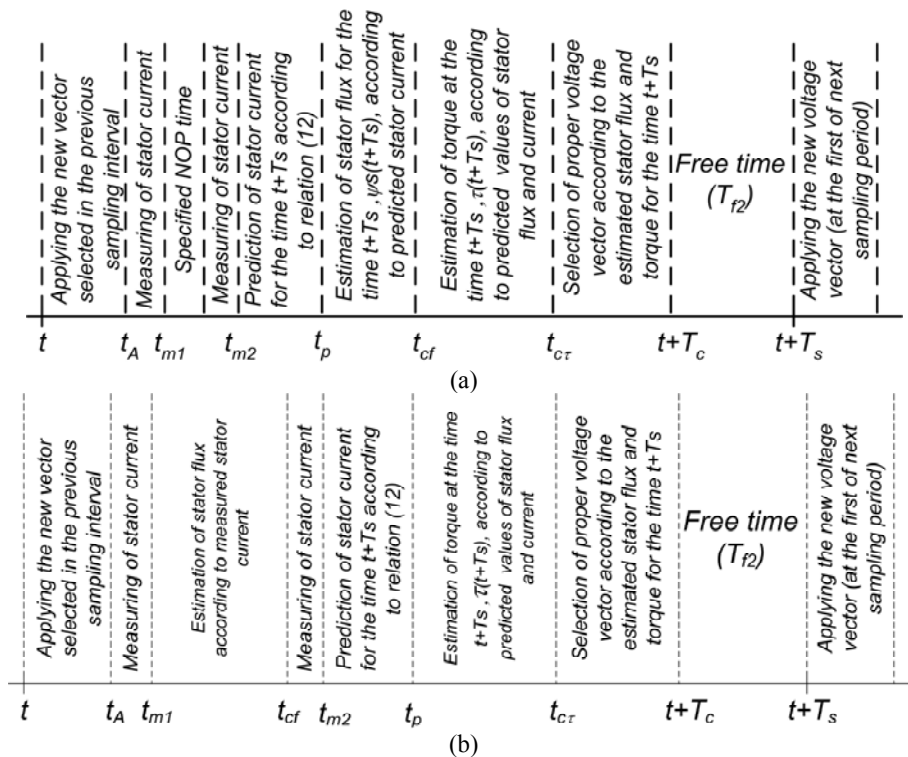 Applying the new vector
selected in the previous
sampling interval
Measuring of stator current
Specified NOP time
Measuring of stator current
Prediction of stator current
for the time t+Ts according
to relation (12)
Estimation of stator flux for the
time t+Ts ,ψs(t+Ts), according
to predicted stator current
Estimation of torque at the
time t+Ts ,τ(t+Ts), according
to predicted values of stator
flux and current
Selection of proper voltage
vector according to the
estimated stator flux and
torque for the time t+Ts
Free time
(Tf2)
Applying the new voltage
vector (at the first of next
sampling period)
t
tA
tm1
tm2
tp
tcf
tcτ
t+Tc
t+Ts
(a)
Applying the new vector
selected in the previous
sampling interval
Measuring of stator current
Estimation of stator flux
according to measured stator
current
Measuring of stator current
Prediction of stator current
for the time t+Ts according
to relation (12)
Estimation of torque at the time
t+Ts ,τ(t+Ts), according to
predicted values of stator flux
and current
Selection of proper voltage
vector according to the
estimated stator flux and
torque for the time t+Ts
Free time
(Tf2)
Applying the new voltage
vector (at the first of next
sampling period)
t
tA
tm1
tcf
tm2
tp
tcτ
t+Tc
t+Ts
(b)